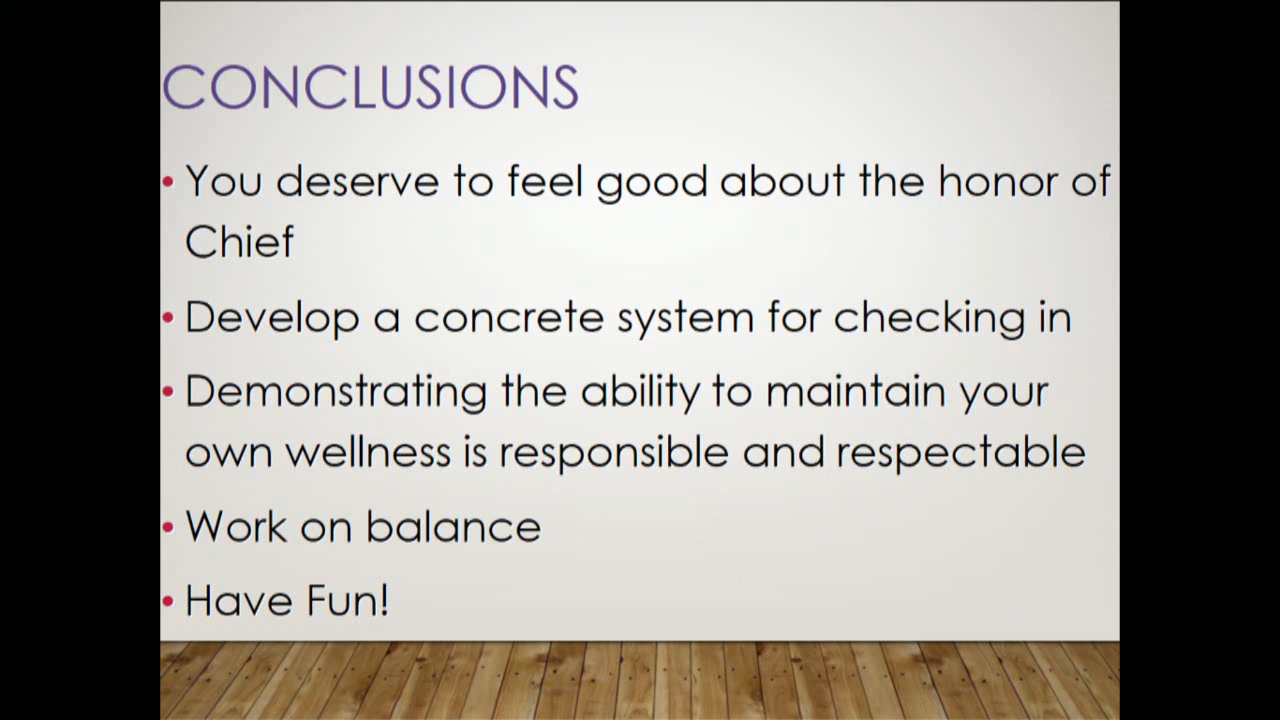 CONCLUSIONS
• You deserve to feel good about the honor of
Chief
• Develop a concrete system for checking in
• Demonstrating the ability to maintain your
own wellness is responsible and respectable
• Work on balance
• Have Fun!